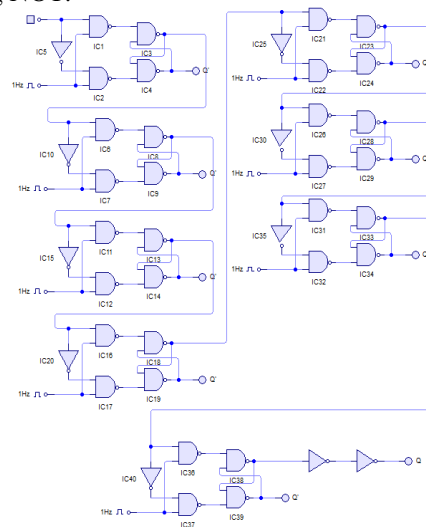 IC5
IC1
IC3
IC2
IC4
Q'
1Hz
IC10
IC6
IC8
IC7
IC9
Q'
1Hz
IC15
IC11
IC13
IC12
IC14
Q'
1Hz
IC20
IC16
IC18
IC17
IC19
Q'
1Hz
IC25
IC21
IC23
IC22
IC24
1Hz
IC30
IC26
IC28
IC27
IC29
1Hz
IC35
IC31
IC33
IC32
IC34
1Hz
IC40
IC36
IC38
Q
IC37
IC39
Q'
1Hz